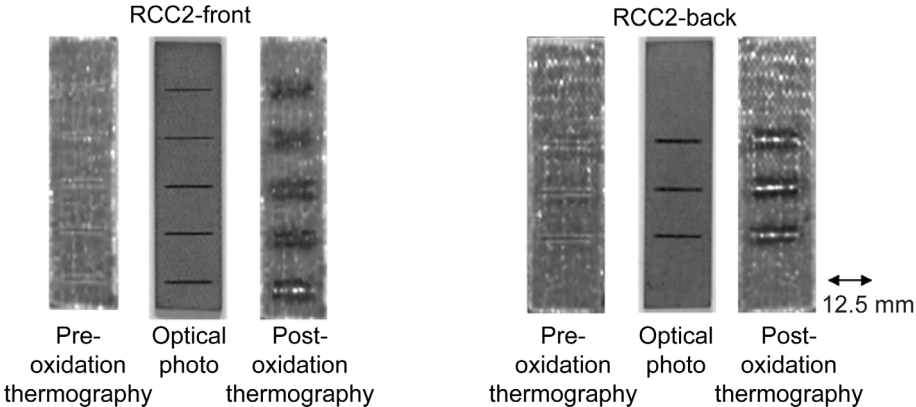 RCC2-front
RCC2-back
Pre-
oxidation
thermography
Optical
photo
Post-
oxidation
thermography
Pre-
oxidation
thermography
Optical
photo
Post-
oxidation
thermography
12.5 mm